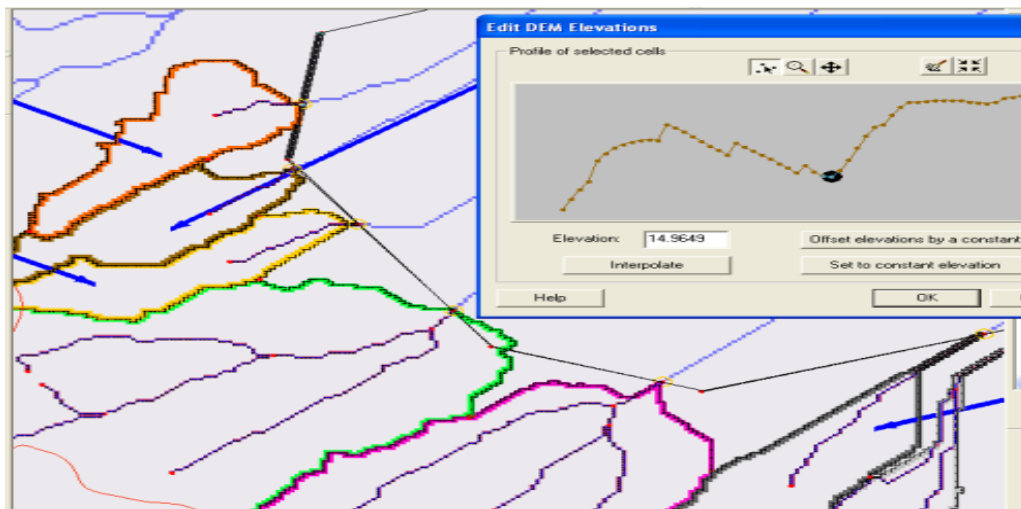 Edit DEM Elevations
Profile of selected cells
Elevation: 14.9649 Offset elevations by a constant
Interpolate Set to constant elevation
Help OK